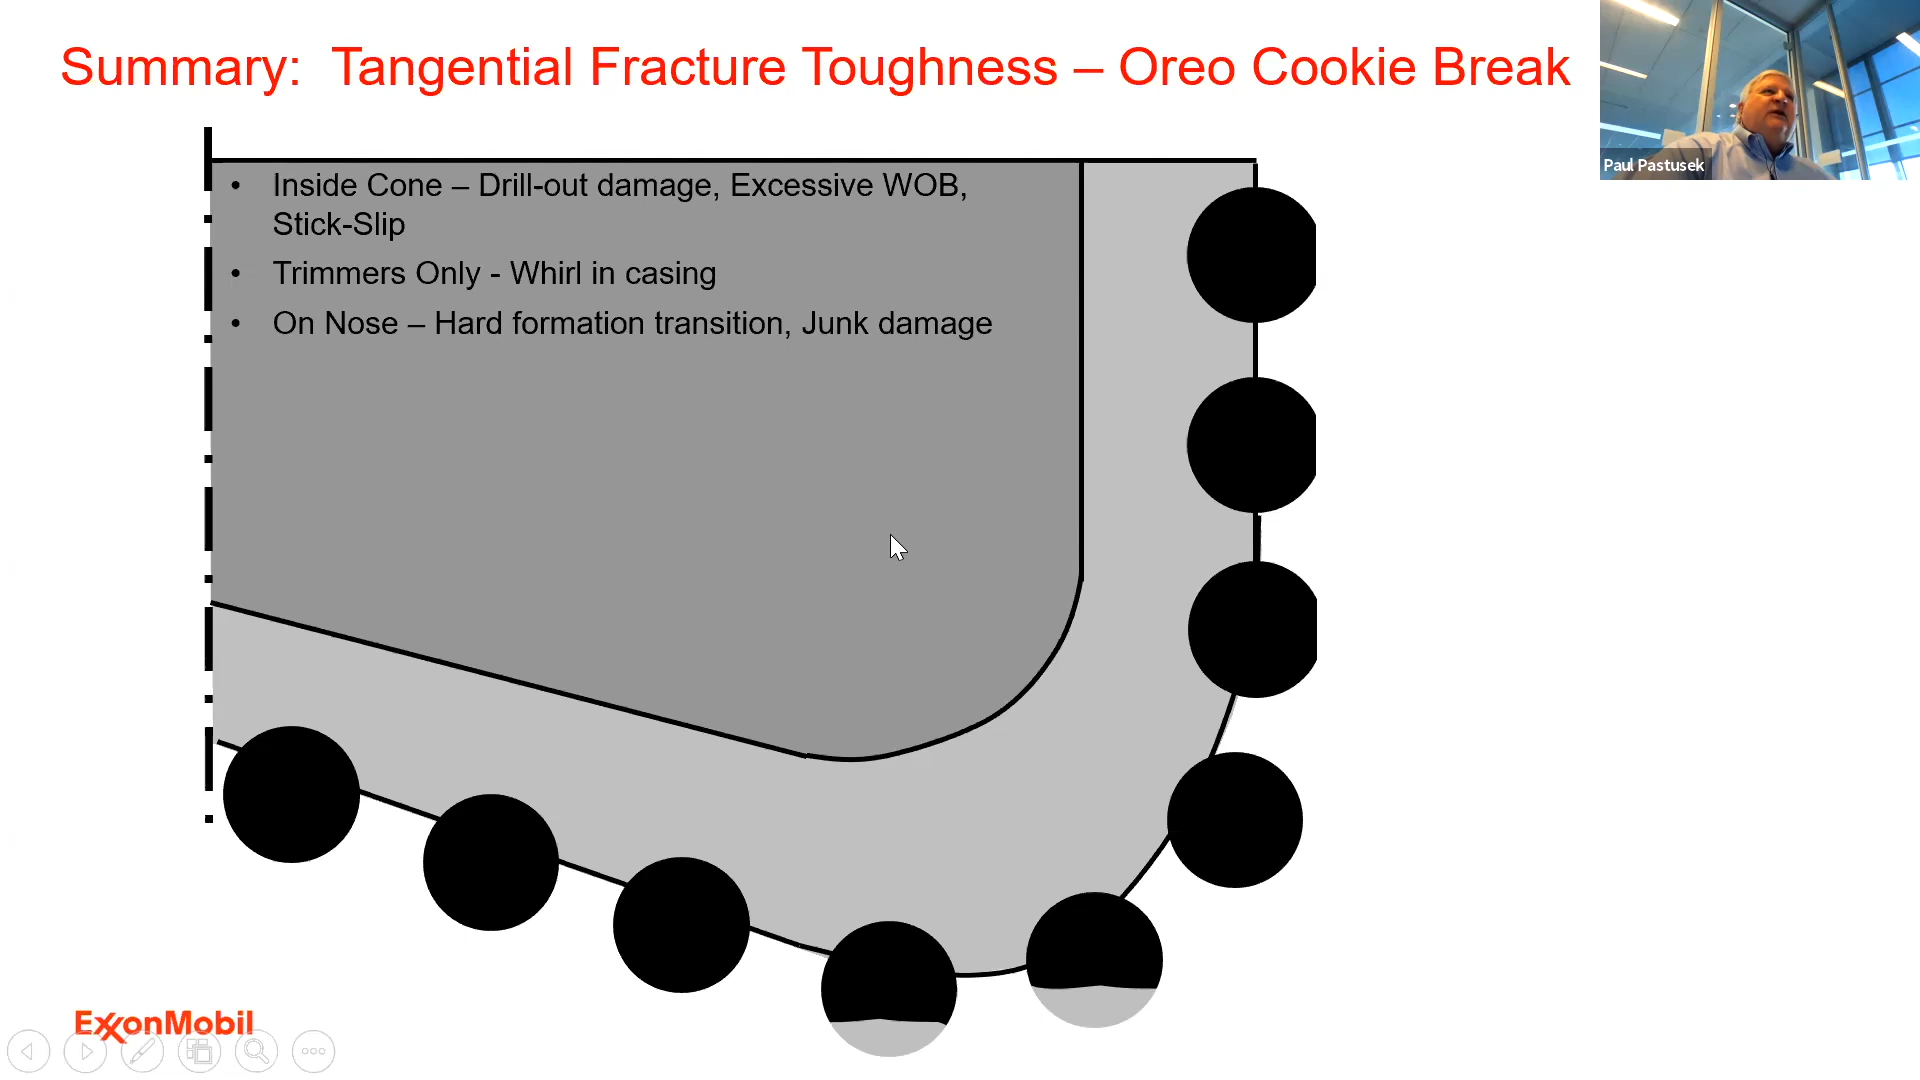 Summary: Tangential Fracture Toughness – Oreo Cookie Break
Paul Pastusek
• Inside Cone – Drill-out damage, Excessive WOB,
Stick-Slip
• Trimmers Only - Whirl in casing
• On Nose – Hard formation transition, Junk damage
ExxonMobil